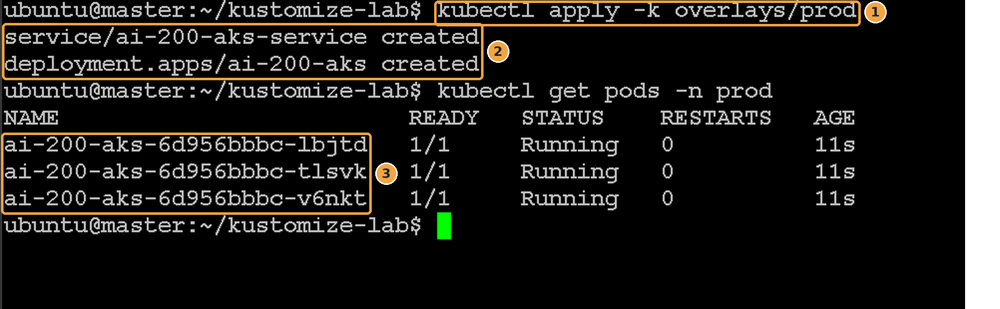 ubuntu@master:~/kustomize-lab$ kubectl apply -k overlays/prod 1
service/ai-200-aks-service created
deployment.apps/ai-200-aks created 2
ubuntu@master:~/kustomize-lab$ kubectl get pods -n prod
NAME READY STATUS RESTARTS AGE
ai-200-aks-6d956bbbc-lbjtd 1/1 Running 0 11s
ai-200-aks-6d956bbbc-tlsvk 3 1/1 Running 0 11s
ai-200-aks-6d956bbbc-v6nkt 1/1 Running 0 11s
ubuntu@master:~/kustomize-lab$